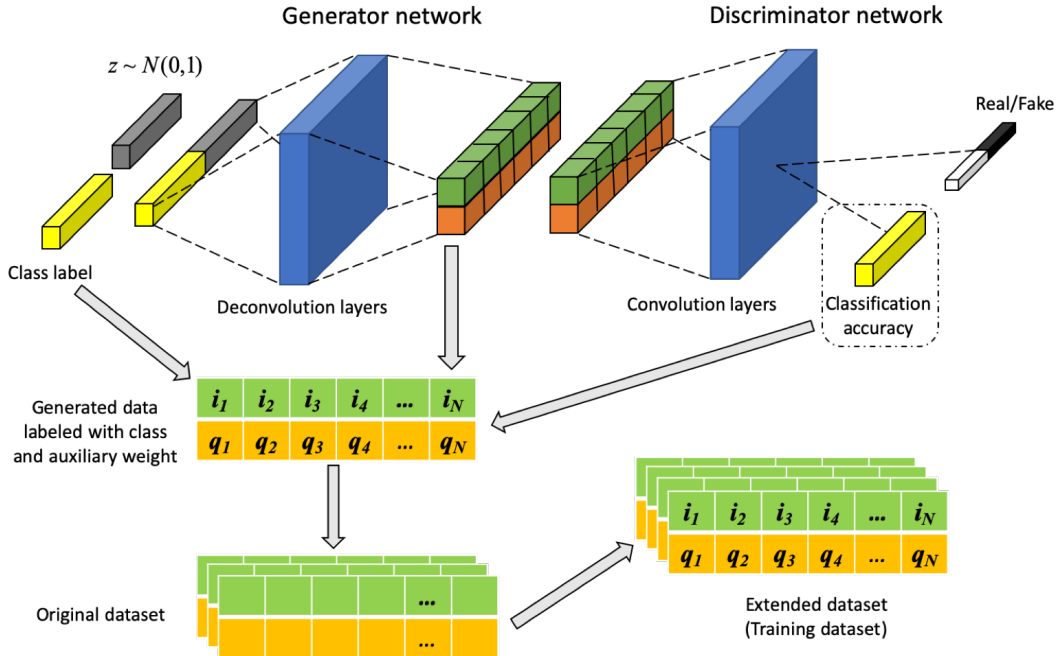 Generator network
Discriminator network
z ~ N(0,1)
Real/Fake
Class label
Deconvolution layers
Convolution layers
Classification
accuracy
Generated data
labeled with class
and auxiliary weight
i1 i2 i3 i4 ... iN
q1 q2 q3 q4 ... qN
i1 i2 i3 i4 ... iN
q1 q2 q3 q4 ... qN
Original dataset
...
...
Extended dataset
(Training dataset)